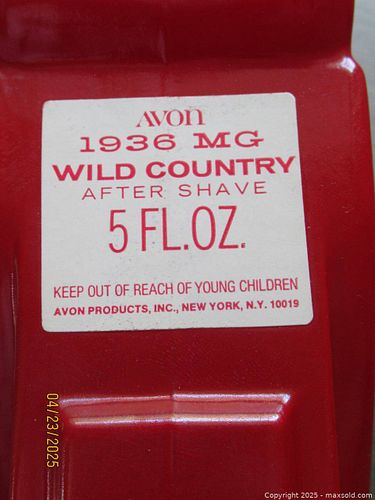 AVON
1936 MG
WILD COUNTRY
AFTER SHAVE
5 FL.OZ.
KEEP OUT OF REACH OF YOUNG CHILDREN
AVON PRODUCTS, INC., NEW YORK, N.Y. 10019
04/23/2025
Copyright 2025 - maxsold.com